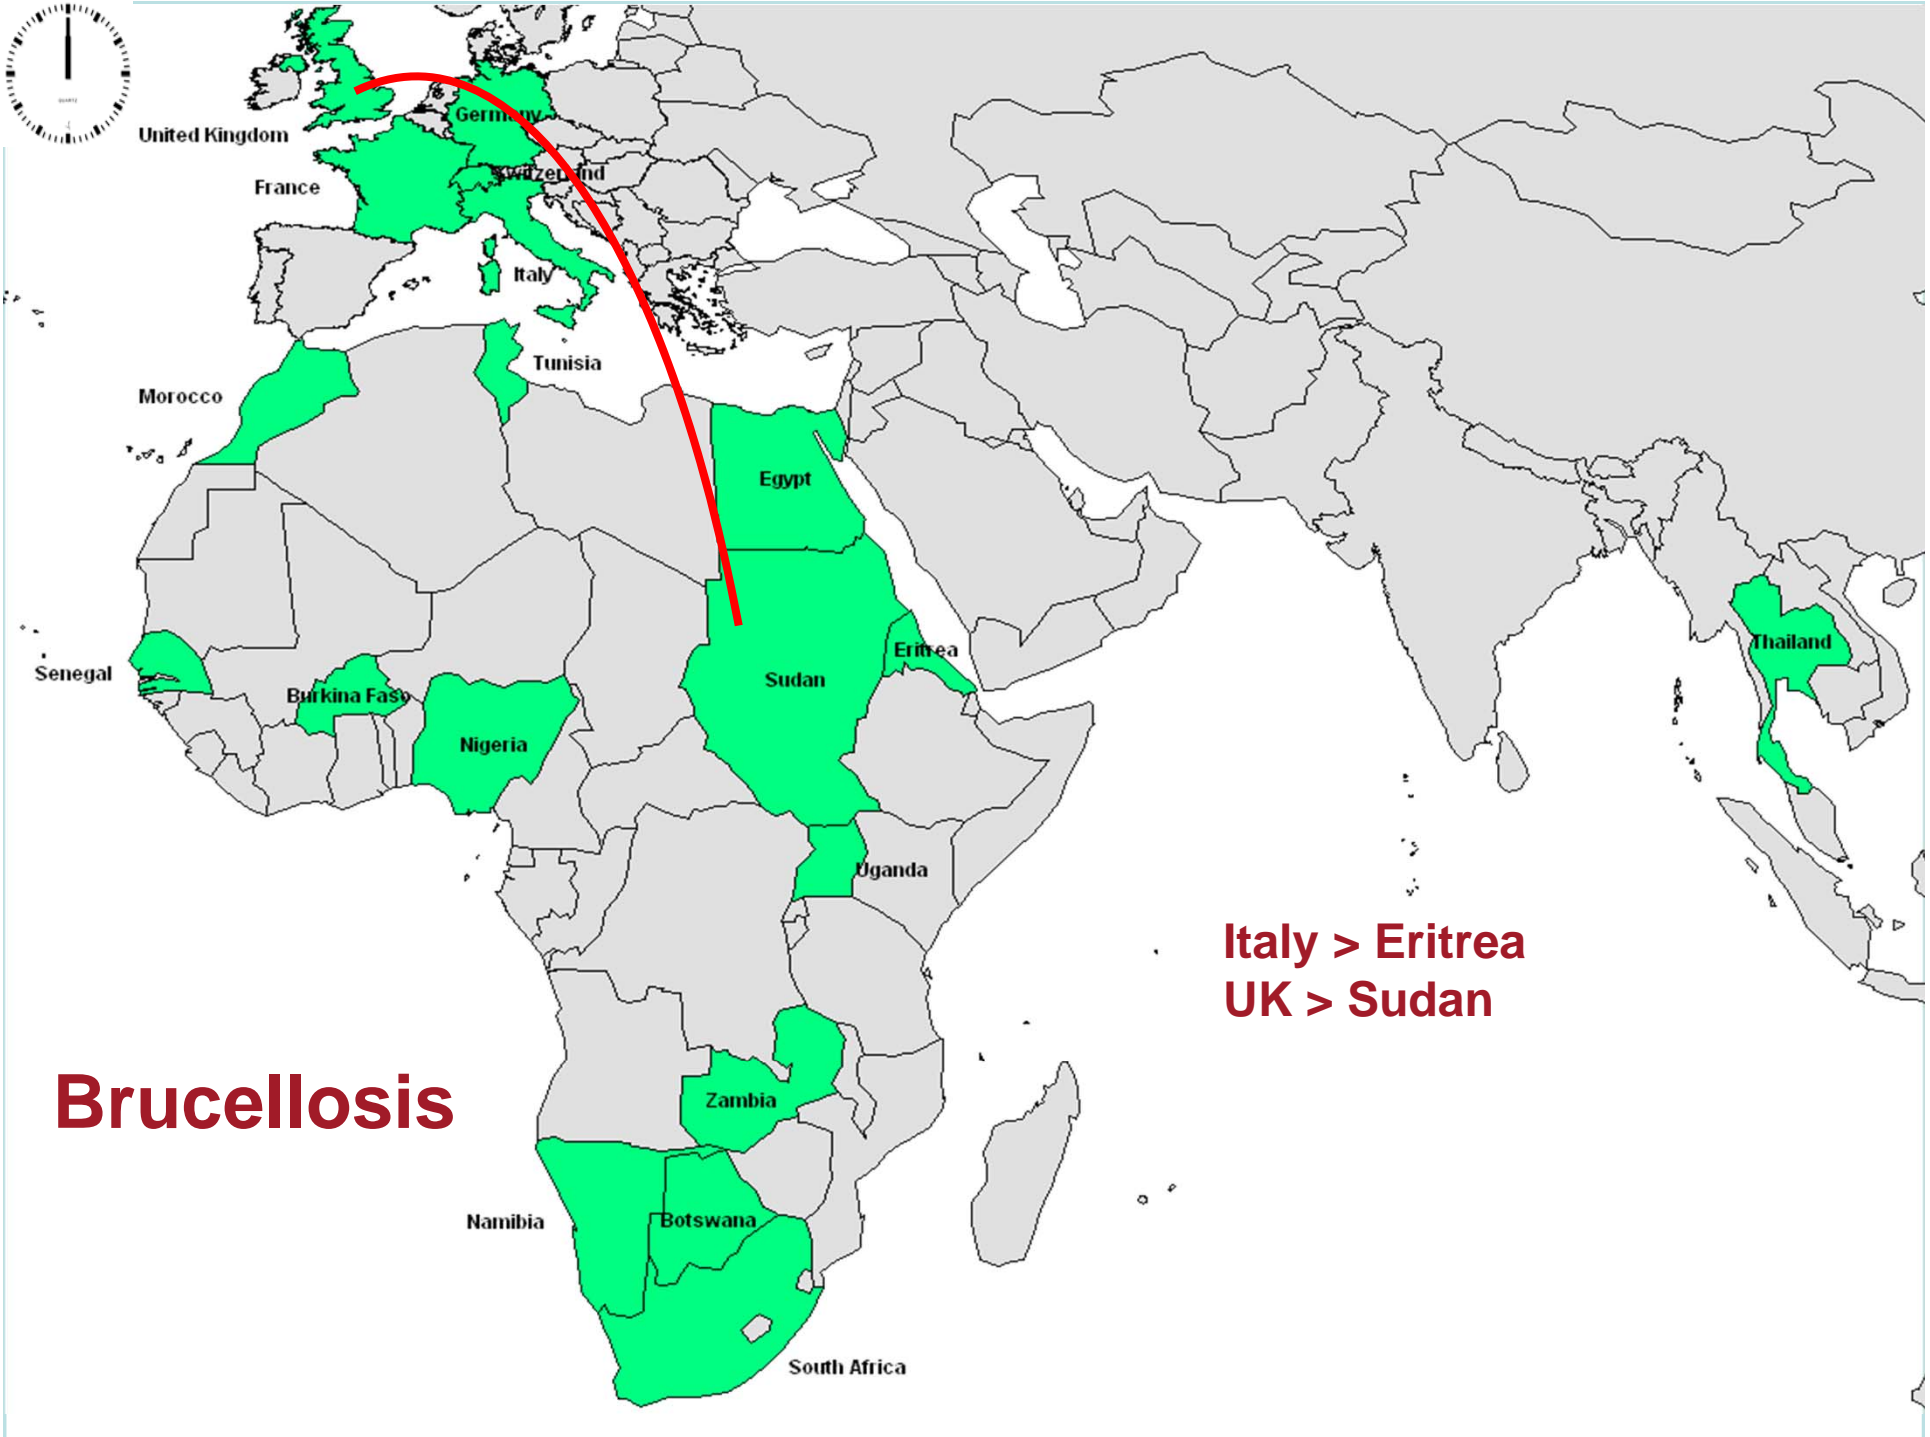 United Kingdom
Germany
France
Switzerland
Italy
Tunisia
Morocco
Egypt
Senegal
Burkina Faso
Nigeria
Sudan
Eritrea
Thailand
Uganda
Italy > Eritrea
UK > Sudan
Brucellosis
Zambia
Namibia
Botswana
South Africa